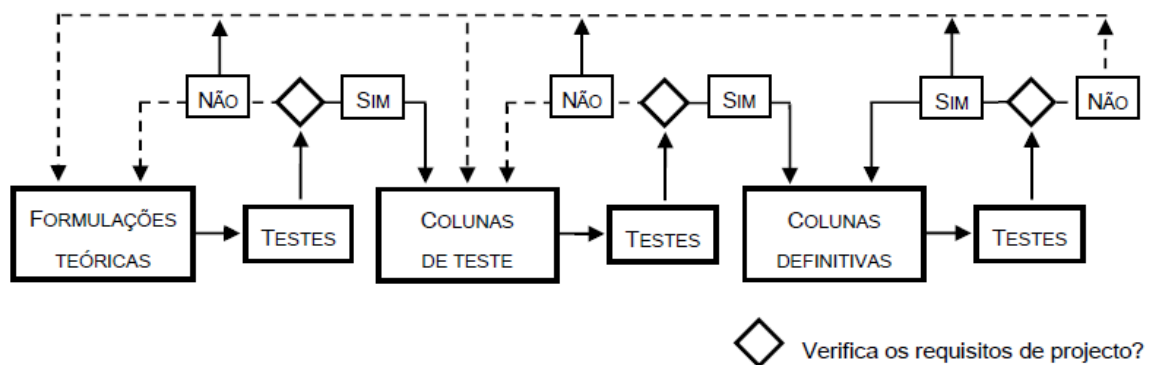 NÃO
SIM
NÃO
SIM
SIM
NÃO
FORMULAÇÕES
TEÓRICAS
TESTES
COLUNAS
DE TESTE
TESTES
COLUNAS
DEFINITIVAS
TESTES
Verifica os requisitos de projecto?